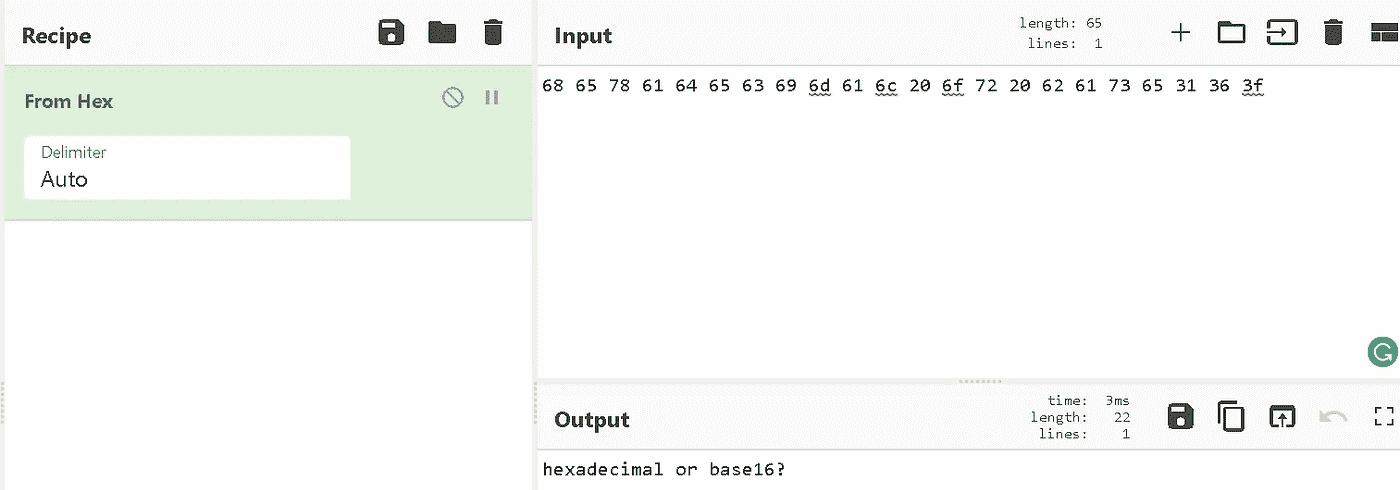 Recipe
From Hex
Delimiter
Auto
Input
length: 65
lines: 1
68 65 78 61 64 65 63 69 6d 61 6c 20 6f 72 20 62 61 73 65 31 36 3f
Output
time: 3ms
length: 22
lines: 1
hexadecimal or base16?